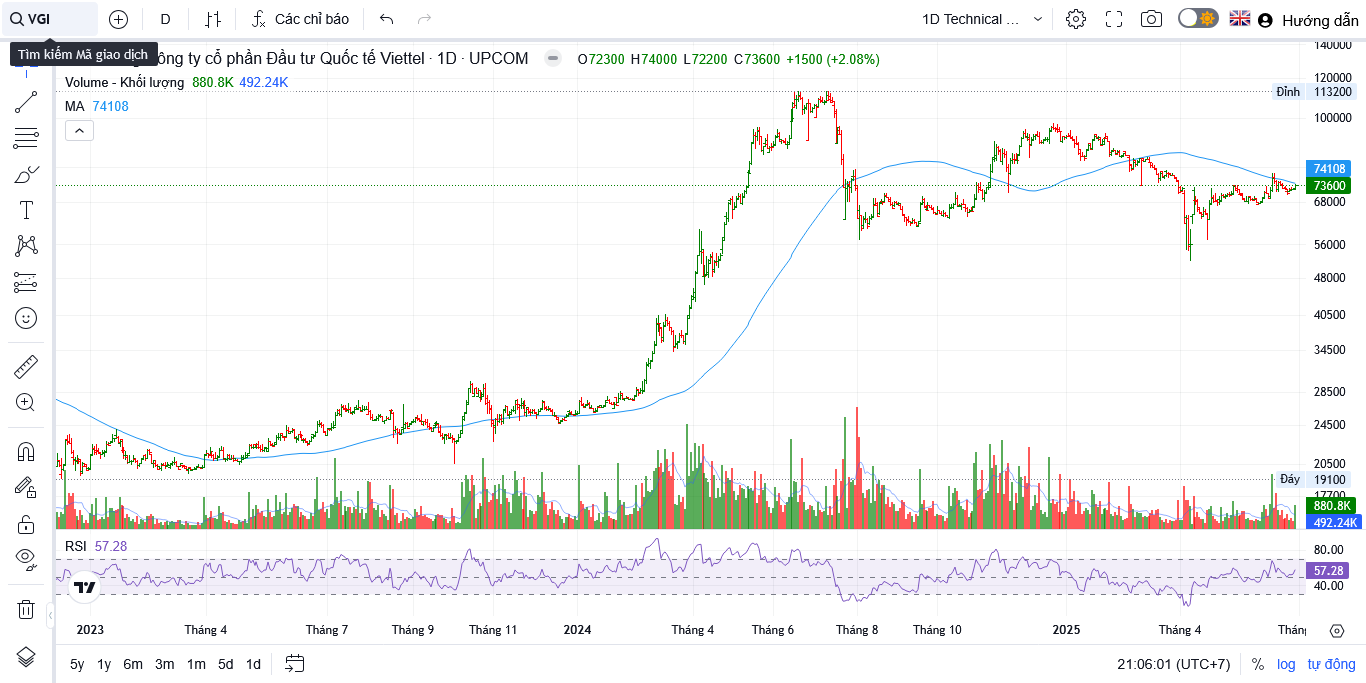 VGI
D
Các chỉ báo
1D Technical ...
Hướng dẫn
Tìm kiếm Mã giao dịch
ông ty cổ phần Đầu tư Quốc tế Viettel · 1D · UPCOM
O72300 H74000 L72200 C73600 +1500 (+2.08%)
Volume - Khối lượng 880.8K 492.24K
MA 74108
140000
120000
Đỉnh 113200
100000
74108
73600
68000
56000
48000
40500
34500
28500
24500
20500
Đáy 19100
17700
880.8K
492.24K
RSI 57.28
80.00
57.28
40.00
2023 Tháng 4 Tháng 7 Tháng 9 Tháng 11 2024 Tháng 4 Tháng 6 Tháng 8 Tháng 10 2025 Tháng 4 Thán
5y 1y 6m 3m 1m 5d 1d
21:06:01 (UTC+7) % log tự động